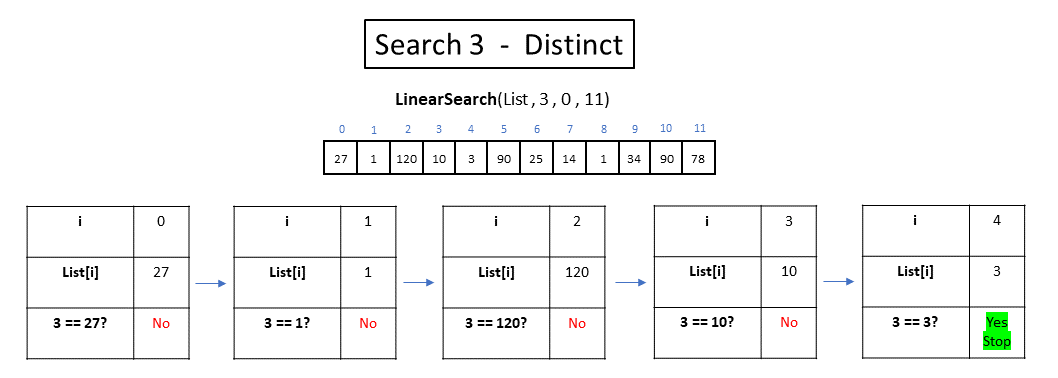 Search 3 - Distinct
LinearSearch(List , 3 , 0 , 11)
0 1 2 3 4 5 6 7 8 9 10 11
27 1 120 10 3 90 25 14 1 34 90 78
i 0 i 1 i 2 i 3 i 4
List[i] 27 List[i] 1 List[i] 120 List[i] 10 List[i] 3
3 == 27? No 3 == 1? No 3 == 120? No 3 == 10? No 3 == 3? Yes
Stop